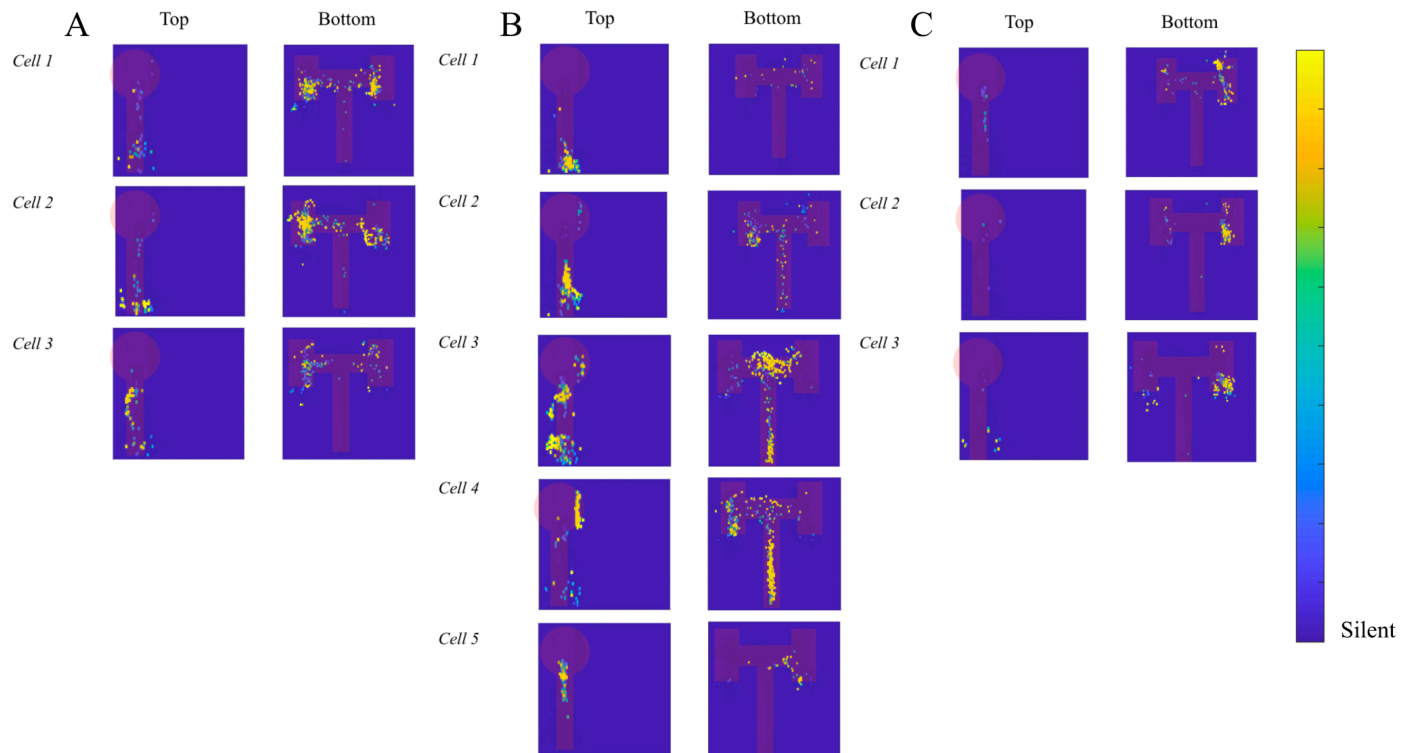 A
Top
Bottom
Cell 1
Cell 2
Cell 3
B
Top
Bottom
Cell 1
Cell 2
Cell 3
Cell 4
Cell 5
C
Top
Bottom
Cell 1
Cell 2
Cell 3
Silent